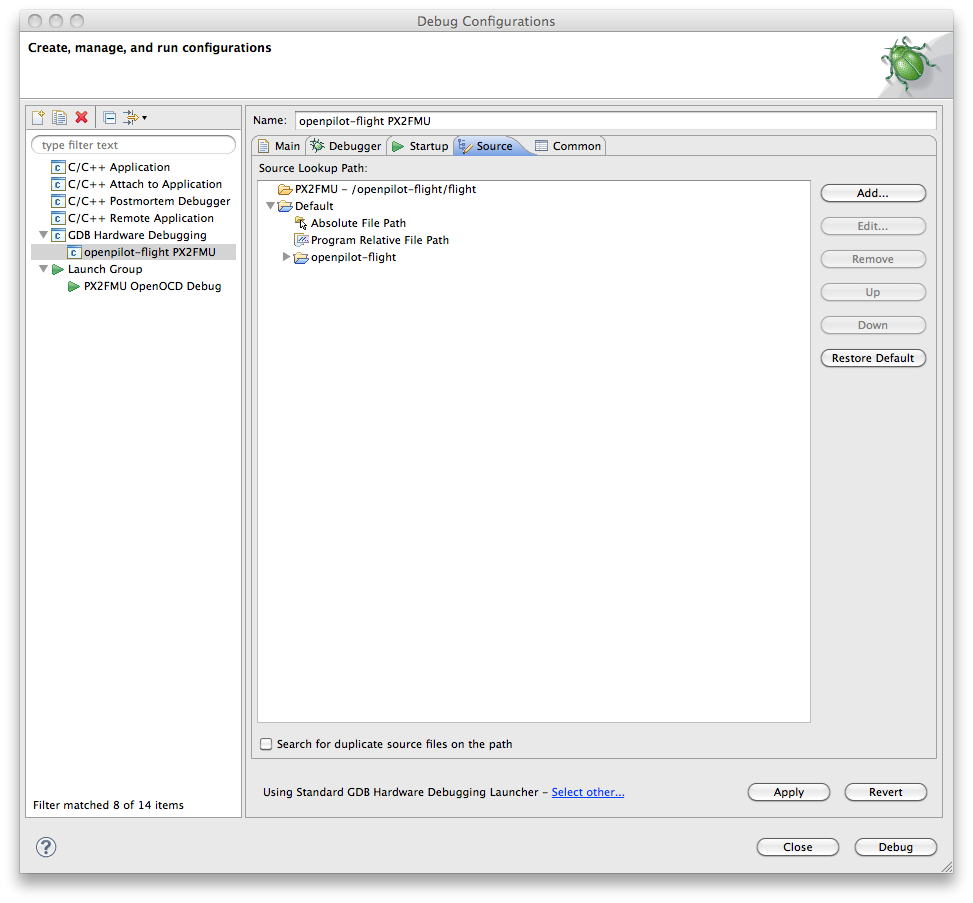 Debug Configurations
Create, manage, and run configurations
type filter text
C/C++ Application
C/C++ Attach to Application
C/C++ Postmortem Debugger
C/C++ Remote Application
GDB Hardware Debugging
openpilot-flight PX2FMU
Launch Group
PX2FMU OpenOCD Debug
Filter matched 8 of 14 items
Name: openpilot-flight PX2FMU
Main Debugger Startup Source Common
Source Lookup Path:
PX2FMU - /openpilot-flight/flight
Default
Absolute File Path
Program Relative File Path
openpilot-flight
Add...
Edit...
Remove
Up
Down
Restore Default
Search for duplicate source files on the path
Using Standard GDB Hardware Debugging Launcher - Select other...
Apply Revert
? Close Debug